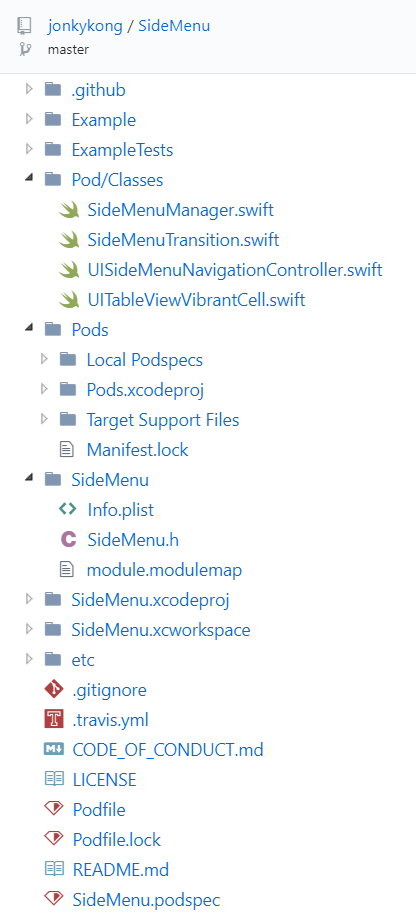 jonkykong / SideMenu
master
.github
Example
ExampleTests
Pod/Classes
SideMenuManager.swift
SideMenuTransition.swift
UISideMenuNavigationController.swift
UITableViewVibrantCell.swift
Pods
Local Podspecs
Pods.xcodeproj
Target Support Files
Manifest.lock
SideMenu
Info.plist
SideMenu.h
module.modulemap
SideMenu.xcodeproj
SideMenu.xcworkspace
etc
.gitignore
.travis.yml
CODE_OF_CONDUCT.md
LICENSE
Podfile
Podfile.lock
README.md
SideMenu.podspec